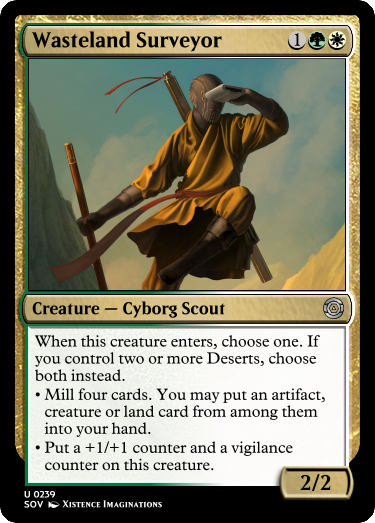 Wasteland Surveyor 1
Creature — Cyborg Scout
When this creature enters, choose one. If
you control two or more Deserts, choose
both instead.
• Mill four cards. You may put an artifact,
creature or land card from among them
into your hand.
• Put a +1/+1 counter and a vigilance
counter on this creature.
2/2
U 0239
SOV Xistence Imaginations